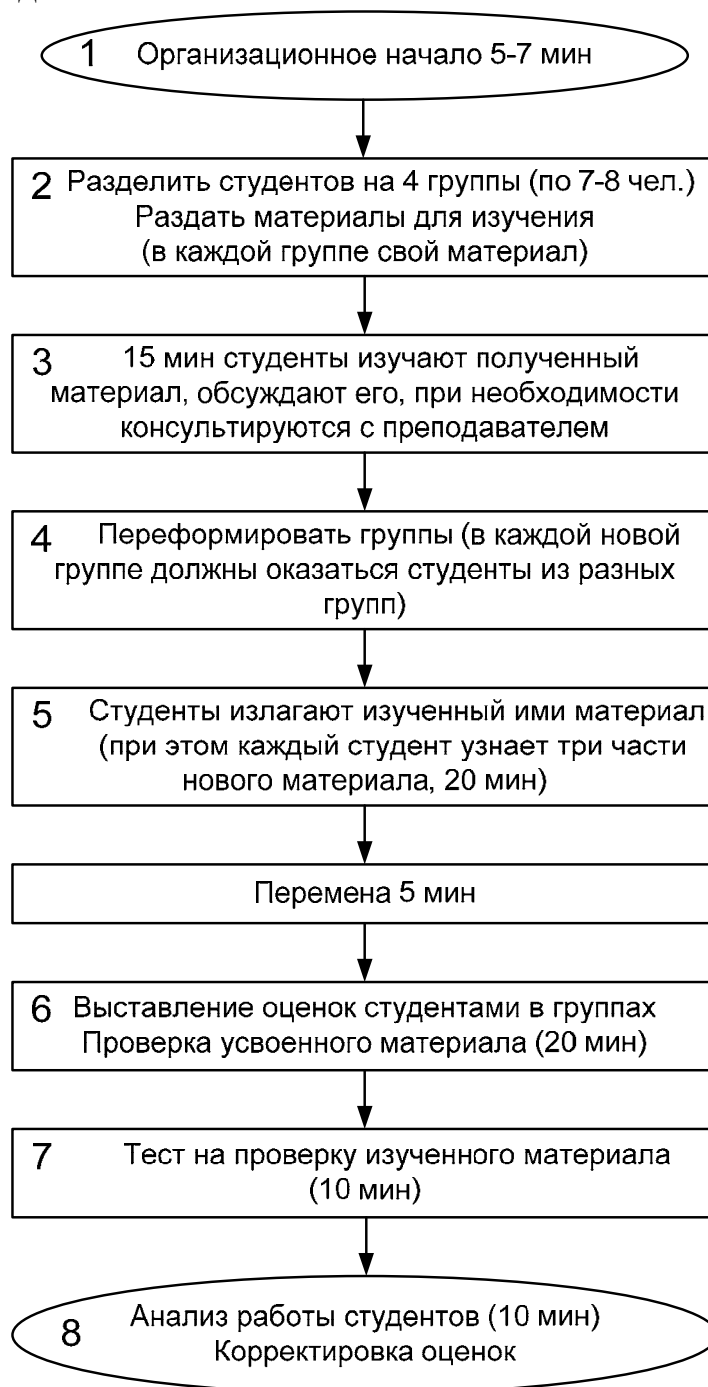 1 Организационное начало 5-7 мин
2 Разделить студентов на 4 группы (по 7-8 чел.)
Раздать материалы для изучения
(в каждой группе свой материал)
3 15 мин студенты изучают полученный
материал, обсуждают его, при необходимости
консультируются с преподавателем
4 Переформировать группы (в каждой новой
группе должны оказаться студенты из разных
групп)
5 Студенты излагают изученный ими материал
(при этом каждый студент узнает три части
нового материала, 20 мин)
Перемена 5 мин
6 Выставление оценок студентами в группах
Проверка усвоенного материала (20 мин)
7 Тест на проверку изученного материала
(10 мин)
8 Анализ работы студентов (10 мин)
Корректировка оценок